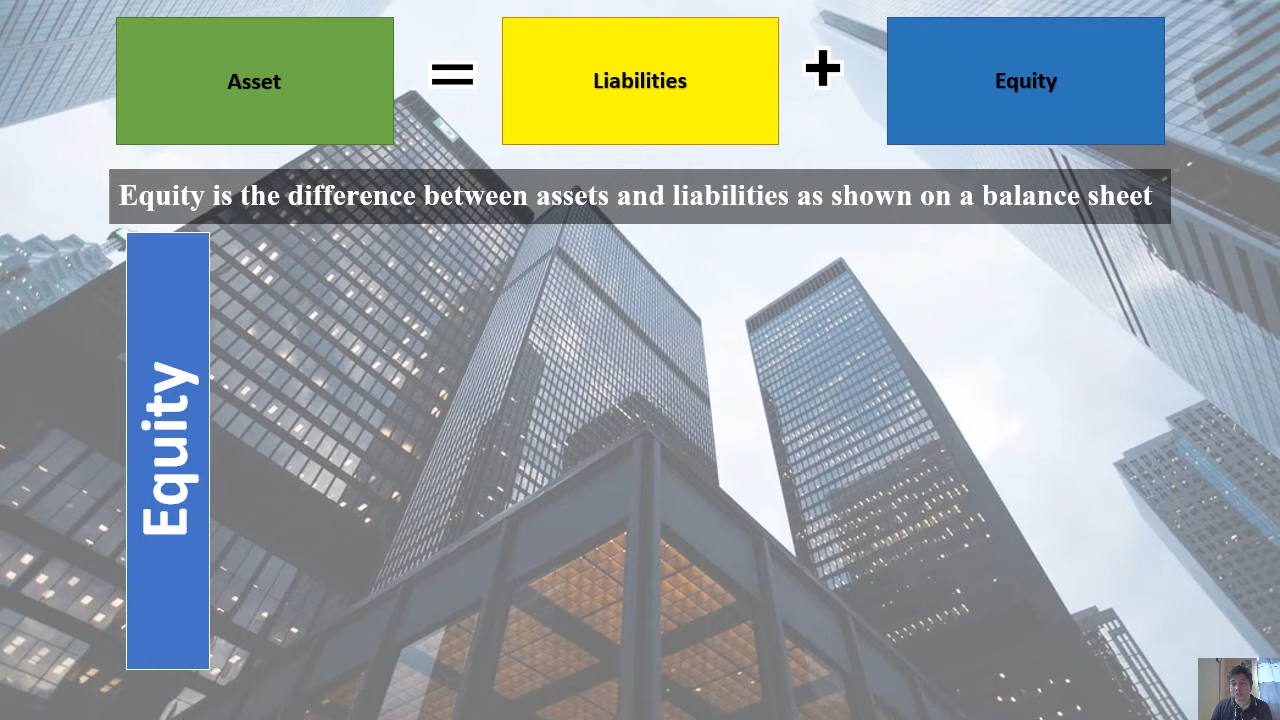 Asset = Liabilities + Equity
Equity is the difference between assets and liabilities as shown on a balance sheet
Equity